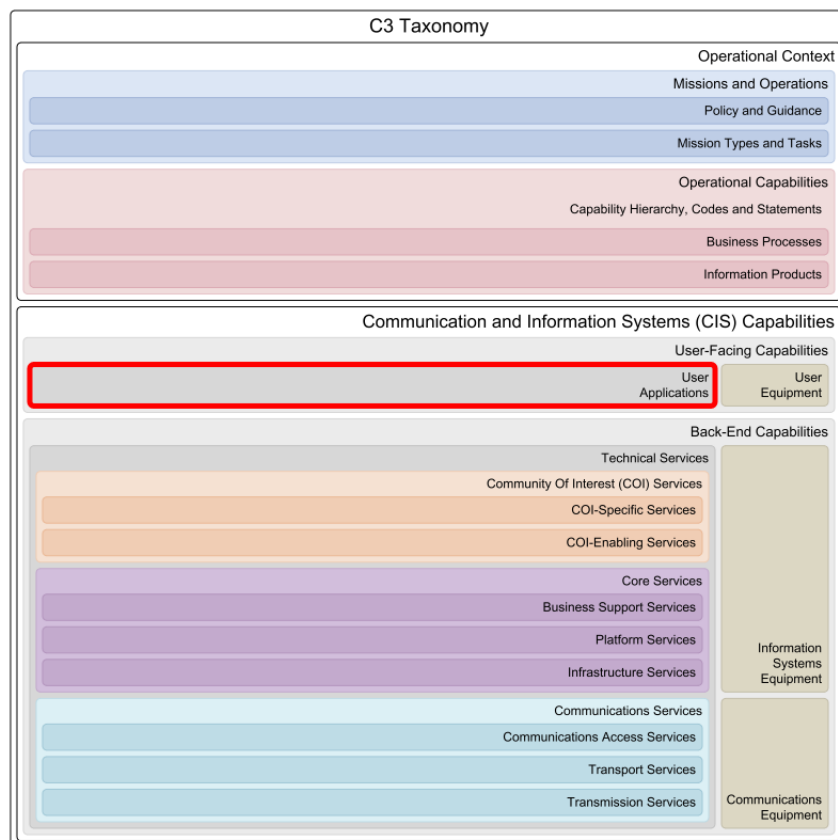 C3 Taxonomy
Operational Context
Missions and Operations
Policy and Guidance
Mission Types and Tasks
Operational Capabilities
Capability Hierarchy, Codes and Statements
Business Processes
Information Products
Communication and Information Systems (CIS) Capabilities
User-Facing Capabilities
User
Applications
User
Equipment
Back-End Capabilities
Technical Services
Community Of Interest (COI) Services
COI-Specific Services
COI-Enabling Services
Core Services
Business Support Services
Platform Services
Infrastructure Services
Information
Systems
Equipment
Communications Services
Communications Access Services
Transport Services
Transmission Services
Communications
Equipment